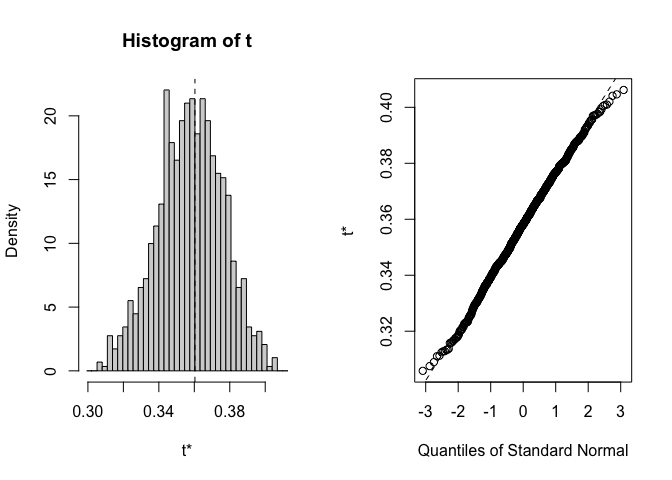 Histogram of t
Density
0 5 10 15 20
0.30 0.34 0.38
t*
t*
0.32 0.34 0.36 0.38 0.40
-3 -2 -1 0 1 2 3
Quantiles of Standard Normal